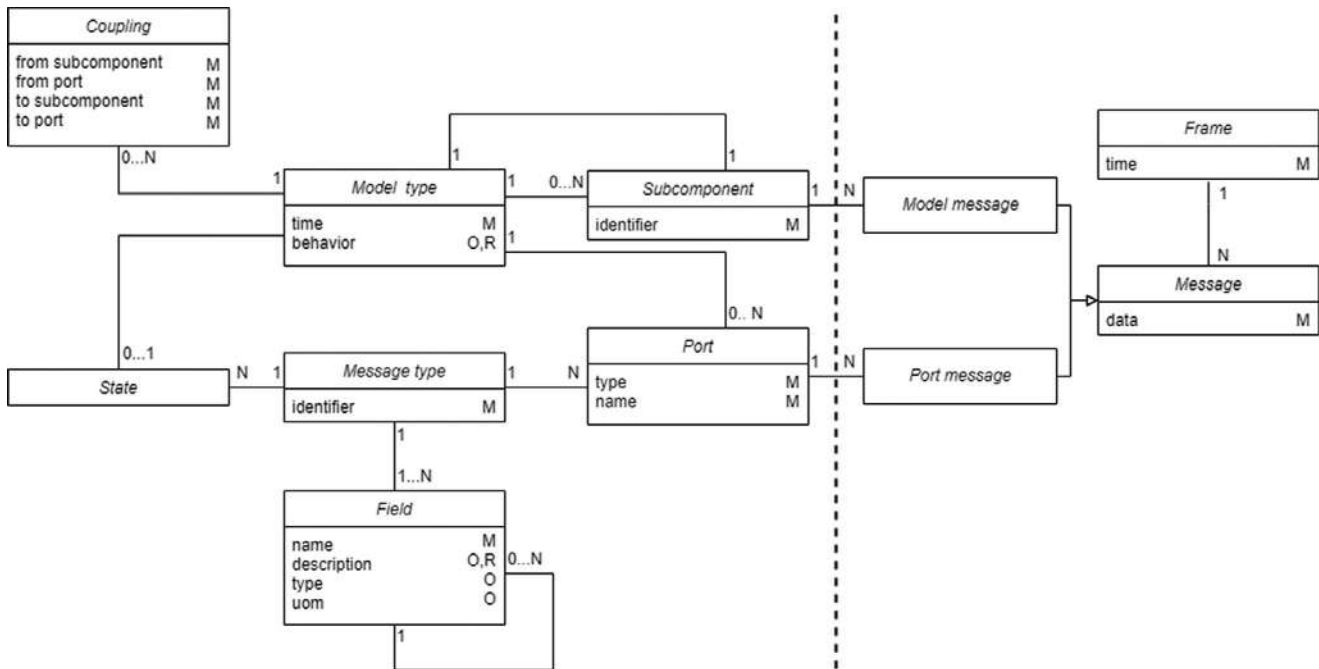 Coupling
from subcomponent M
from port M
to subcomponent M
to port M
0...N
1
Model type
time M
behavior O,R
1
1
1
0...N
1
Subcomponent
identifier M
1
N
Model message
Frame
time M
1
N
Message
data M
0...1
State
N
1
Message type
identifier M
1
N
0.. N
Port
type M
name M
1
N
Port message
1
1...N
Field
name M
description O,R
type O
uom O
0...N
1